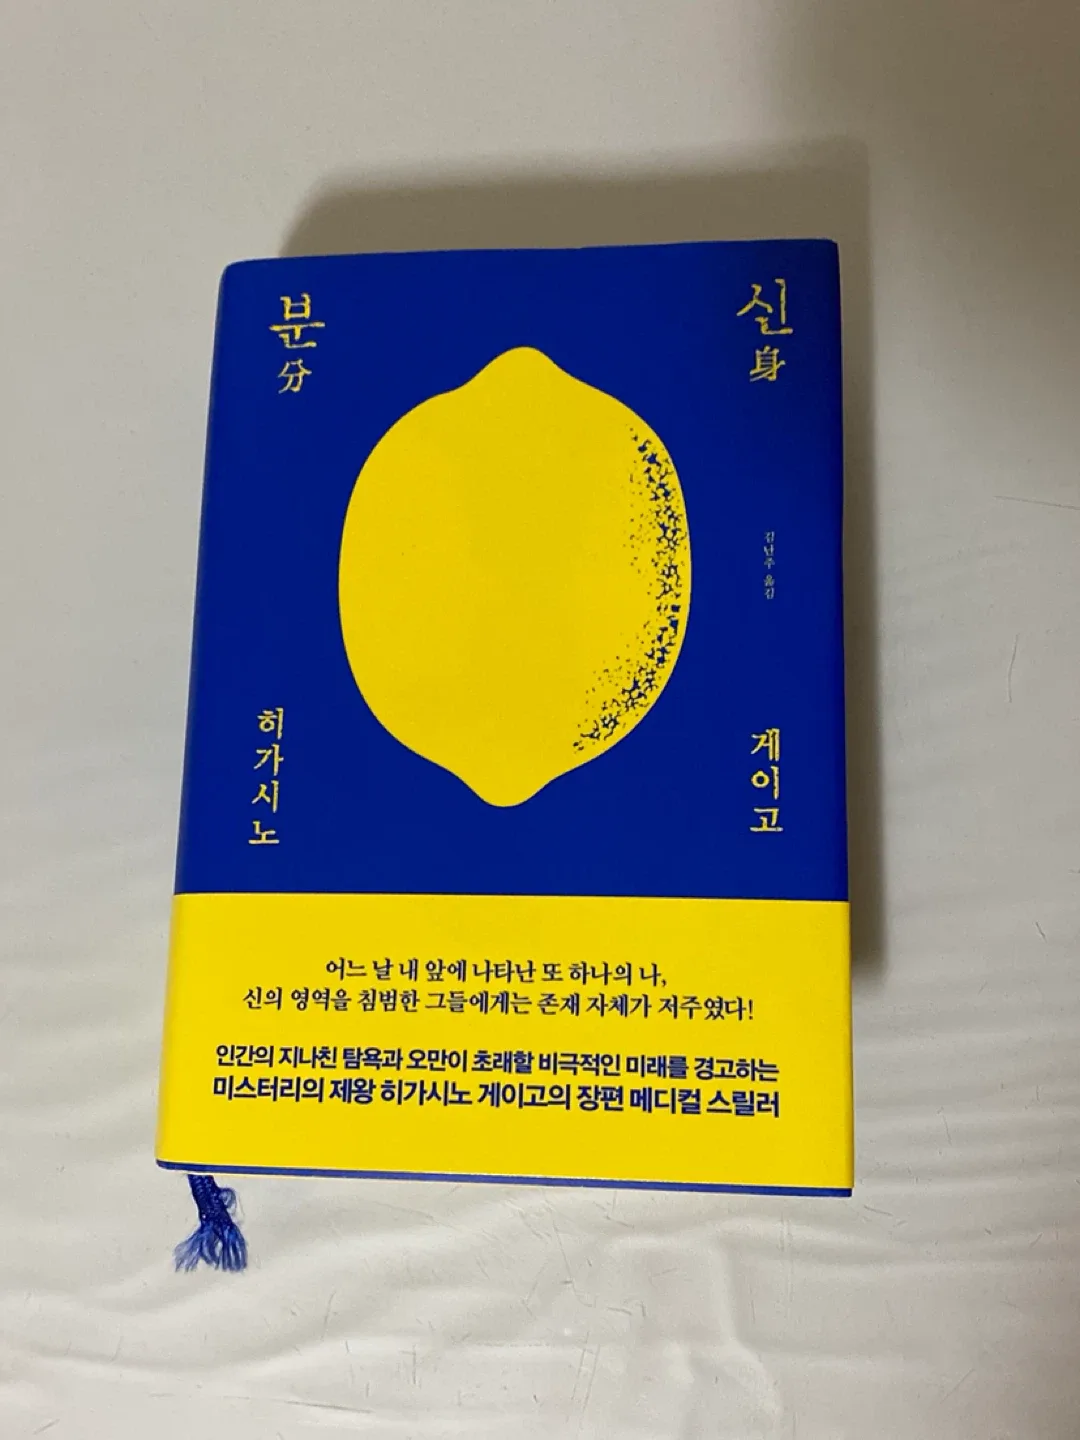 분 신
分 身
김난주 옮김
히가시노 게이고
어느 날 내 앞에 나타난 또 하나의 나,
신의 영역을 침범한 그들에게는 존재 자체가 저주였다!
인간의 지나친 탐욕과 오만이 초래할 비극적인 미래를 경고하는
미스터리의 제왕 히가시노 게이고의 장편 메디컬 스릴러